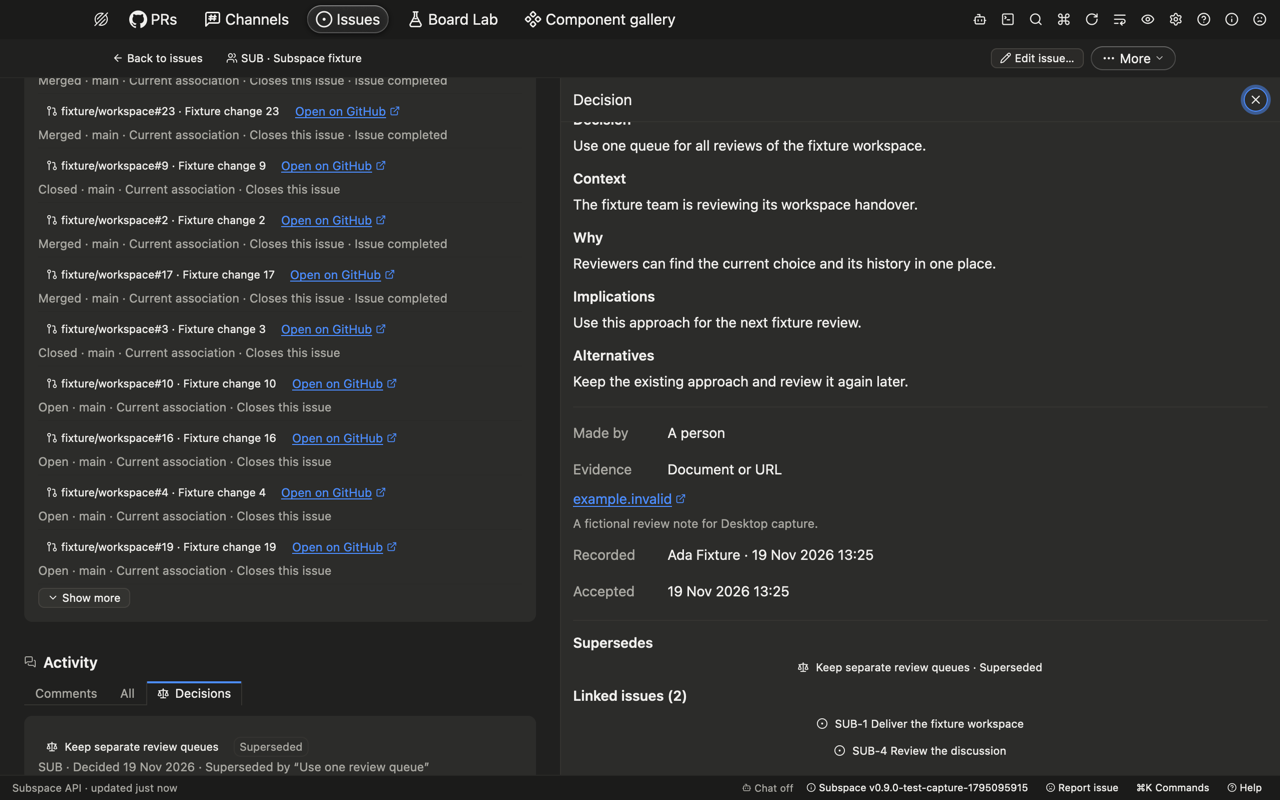 PRs
Channels
Issues
Board Lab
Component gallery
Back to issues
SUB · Subspace fixture
Edit issue...
More
Merged · main · Current association · Closes this issue · Issue completed
fixture/workspace#23 · Fixture change 23 Open on GitHub
Merged · main · Current association · Closes this issue · Issue completed
fixture/workspace#9 · Fixture change 9 Open on GitHub
Closed · main · Current association · Closes this issue
fixture/workspace#2 · Fixture change 2 Open on GitHub
Merged · main · Current association · Closes this issue · Issue completed
fixture/workspace#17 · Fixture change 17 Open on GitHub
Merged · main · Current association · Closes this issue · Issue completed
fixture/workspace#3 · Fixture change 3 Open on GitHub
Closed · main · Current association · Closes this issue
fixture/workspace#10 · Fixture change 10 Open on GitHub
Open · main · Current association · Closes this issue
fixture/workspace#16 · Fixture change 16 Open on GitHub
Open · main · Current association · Closes this issue
fixture/workspace#4 · Fixture change 4 Open on GitHub
Open · main · Current association · Closes this issue
fixture/workspace#19 · Fixture change 19 Open on GitHub
Open · main · Current association · Closes this issue
Show more
Activity
Comments
All
Decisions
Keep separate review queues Superseded
SUB · Decided 19 Nov 2026 · Superseded by “Use one review queue”
Decision
Decision
Use one queue for all reviews of the fixture workspace.
Context
The fixture team is reviewing its workspace handover.
Why
Reviewers can find the current choice and its history in one place.
Implications
Use this approach for the next fixture review.
Alternatives
Keep the existing approach and review it again later.
Made by A person
Evidence Document or URL
example.invalid
A fictional review note for Desktop capture.
Recorded Ada Fixture · 19 Nov 2026 13:25
Accepted 19 Nov 2026 13:25
Supersedes
Keep separate review queues · Superseded
Linked issues (2)
SUB-1 Deliver the fixture workspace
SUB-4 Review the discussion
Subspace API · updated just now
Chat off
Subspace v0.9.0-test-capture-1795095915
Report issue
⌘K Commands
Help